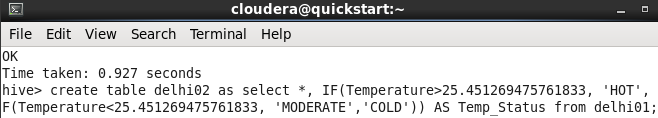 cloudera@quickstart:~
File Edit View Search Terminal Help
OK
Time taken: 0.927 seconds
hive> create table delhi02 as select *, IF(Temperature>25.451269475761833, 'HOT',
F(Temperature<25.451269475761833, 'MODERATE','COLD')) AS Temp_Status from delhi01;